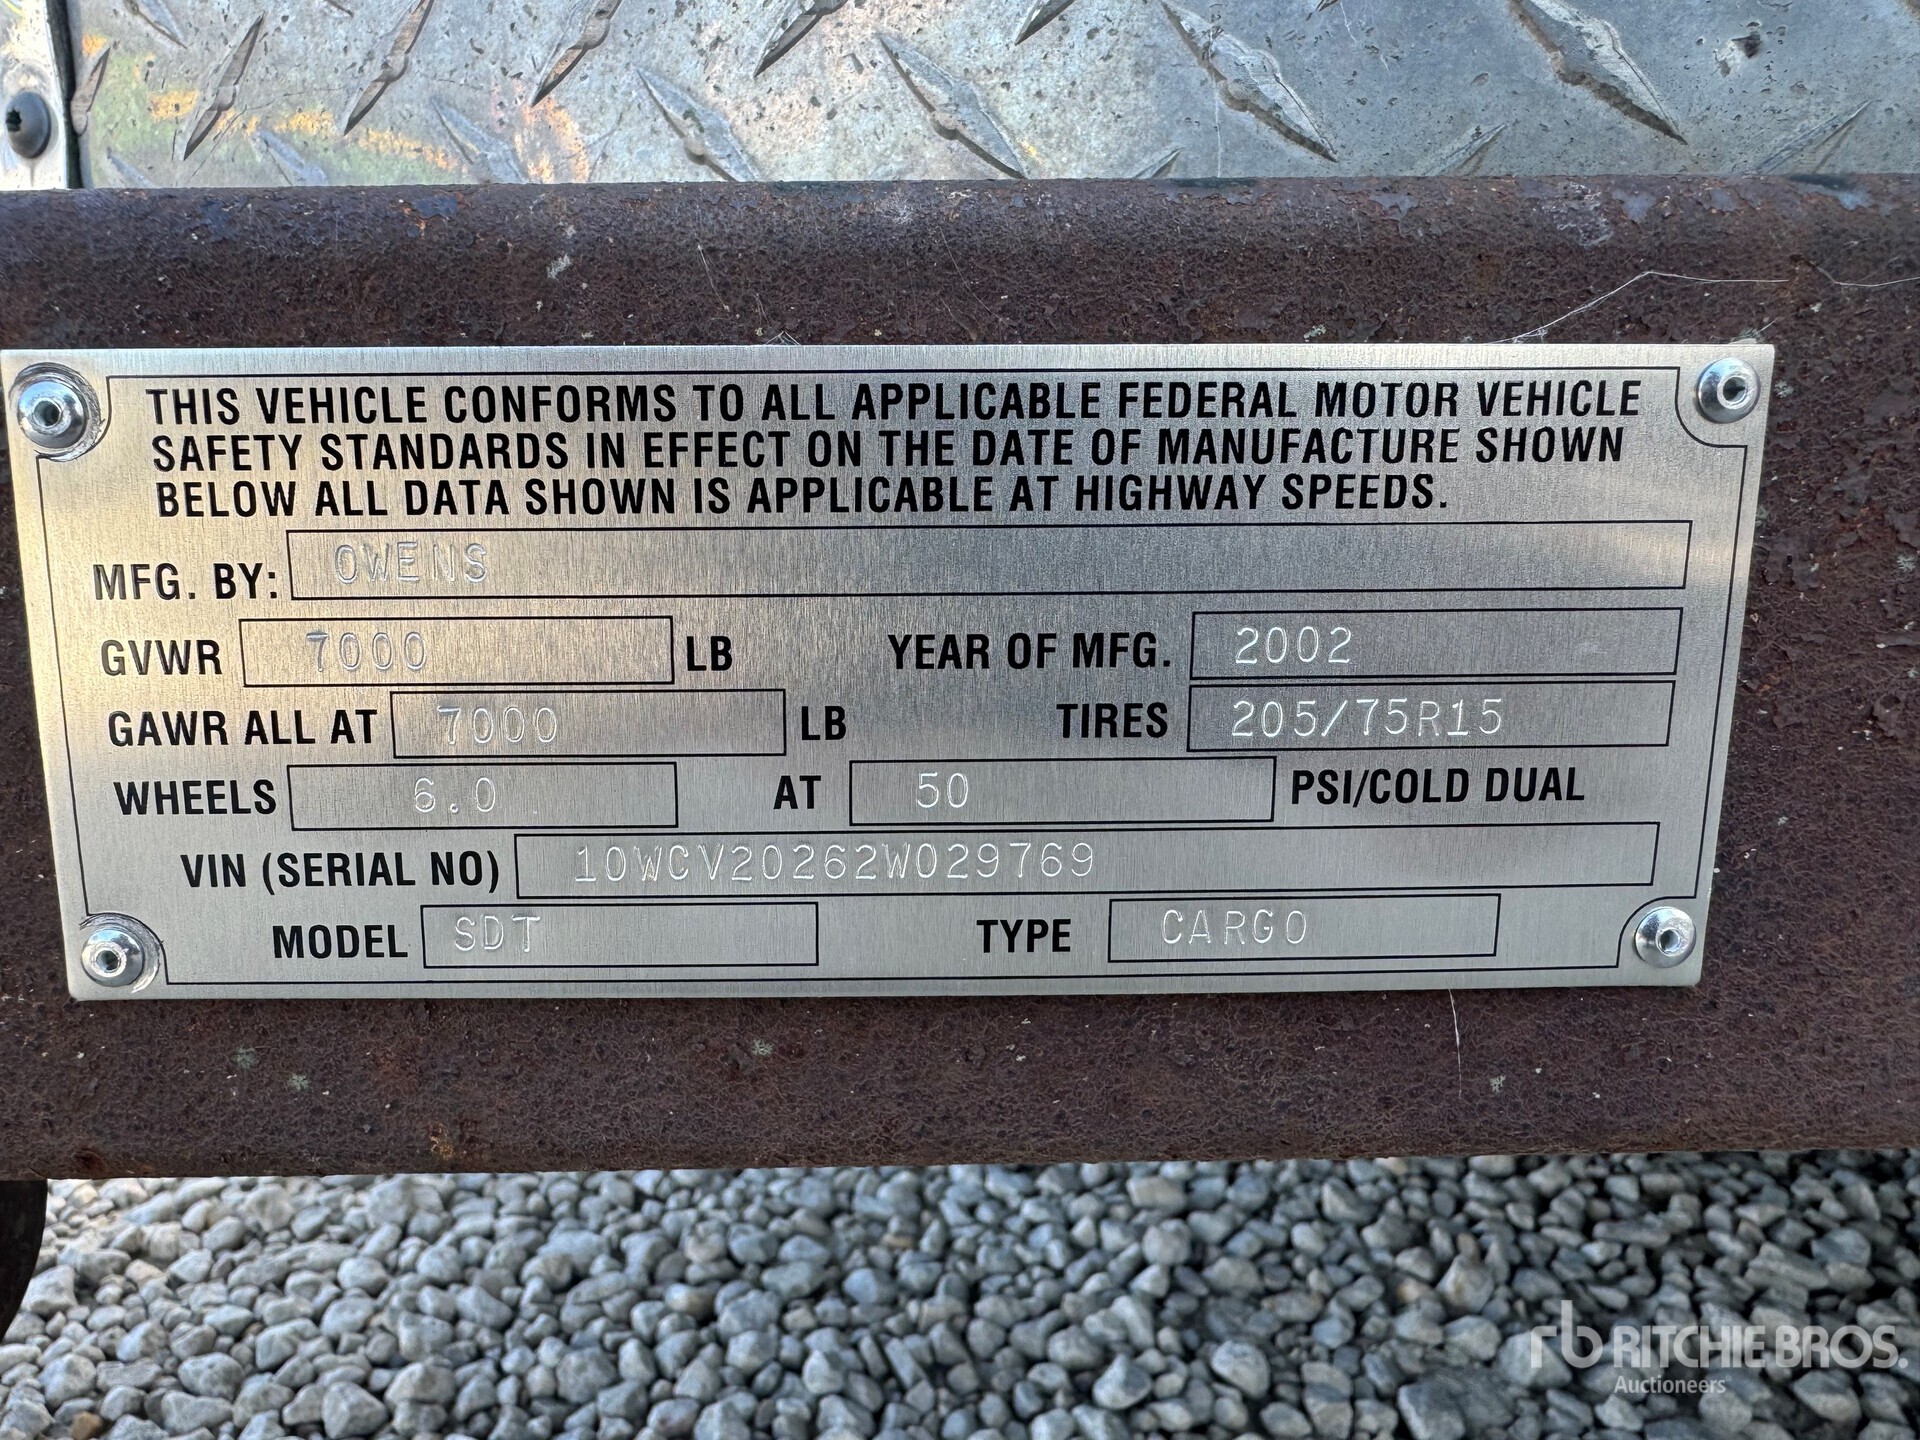 THIS VEHICLE CONFORMS TO ALL APPLICABLE FEDERAL MOTOR VEHICLE
SAFETY STANDARDS IN EFFECT ON THE DATE OF MANUFACTURE SHOWN
BELOW ALL DATA SHOWN IS APPLICABLE AT HIGHWAY SPEEDS.
MFG. BY: OWENS
GVWR 7000 LB YEAR OF MFG. 2002
GAWR ALL AT 7000 LB TIRES 205/75R15
WHEELS 6.0 AT 50 PSI/COLD DUAL
VIN (SERIAL NO) 10WCV20262W029769
MODEL SDT TYPE CARGO
rb RITCHIE BROS.
Auctioneers